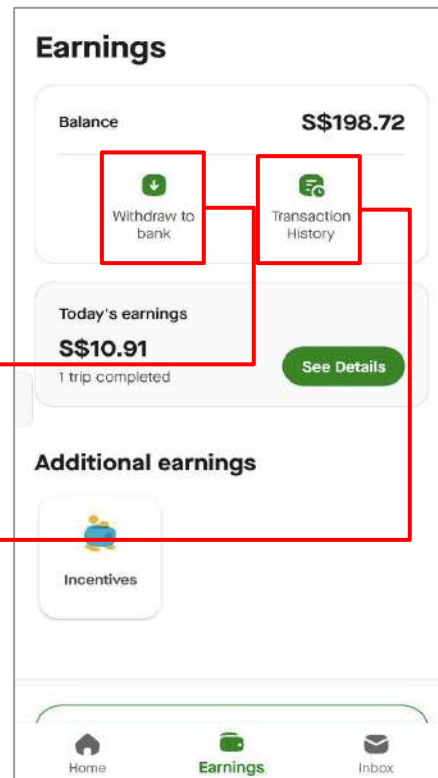 Earnings
Balance S$198.72
Withdraw to bank
Transaction History
Today's earnings
S$10.91
1 trip completed
See Details
Additional earnings
Incentives
Home Earnings Inbox